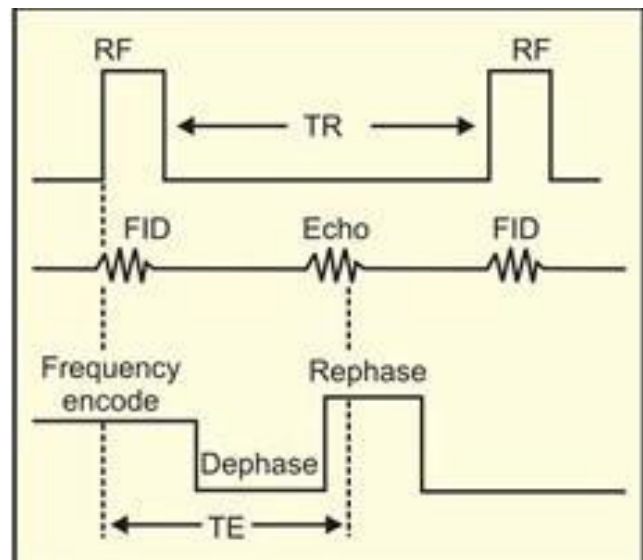 RF RF
TR
FID Echo FID
Frequency
encode
Rephase
Dephase
TE